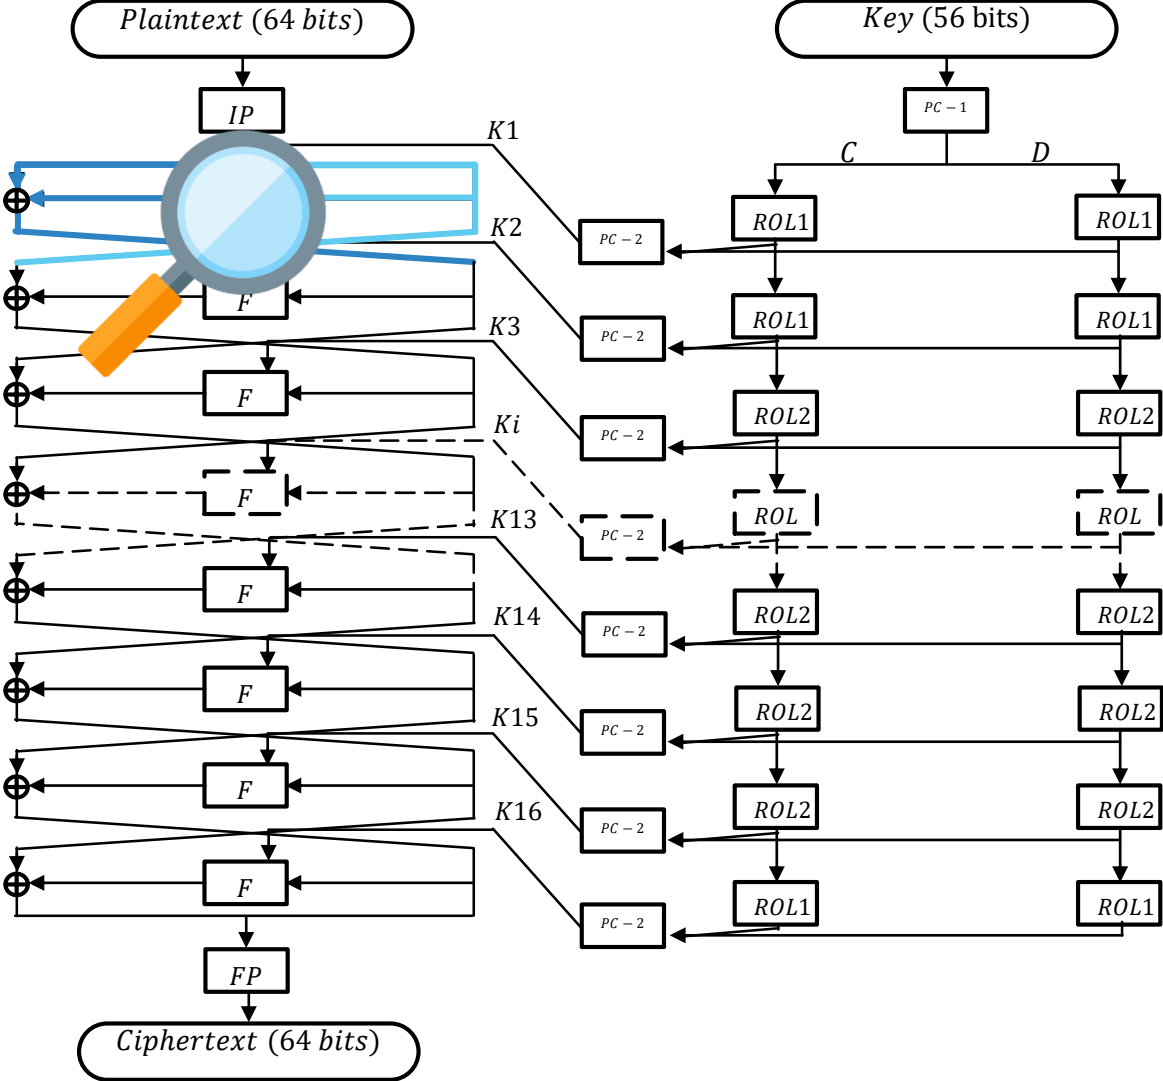 Plaintext (64 bits)
Key (56 bits)
IP
PC − 1
K1
C
D
ROL1
ROL1
PC − 2
K2
F
ROL1
ROL1
PC − 2
K3
F
ROL2
ROL2
PC − 2
Ki
F
ROL
ROL
PC − 2
K13
F
ROL2
ROL2
PC − 2
K14
F
ROL2
ROL2
PC − 2
K15
F
ROL2
ROL2
PC − 2
K16
F
ROL1
ROL1
PC − 2
FP
Ciphertext (64 bits)